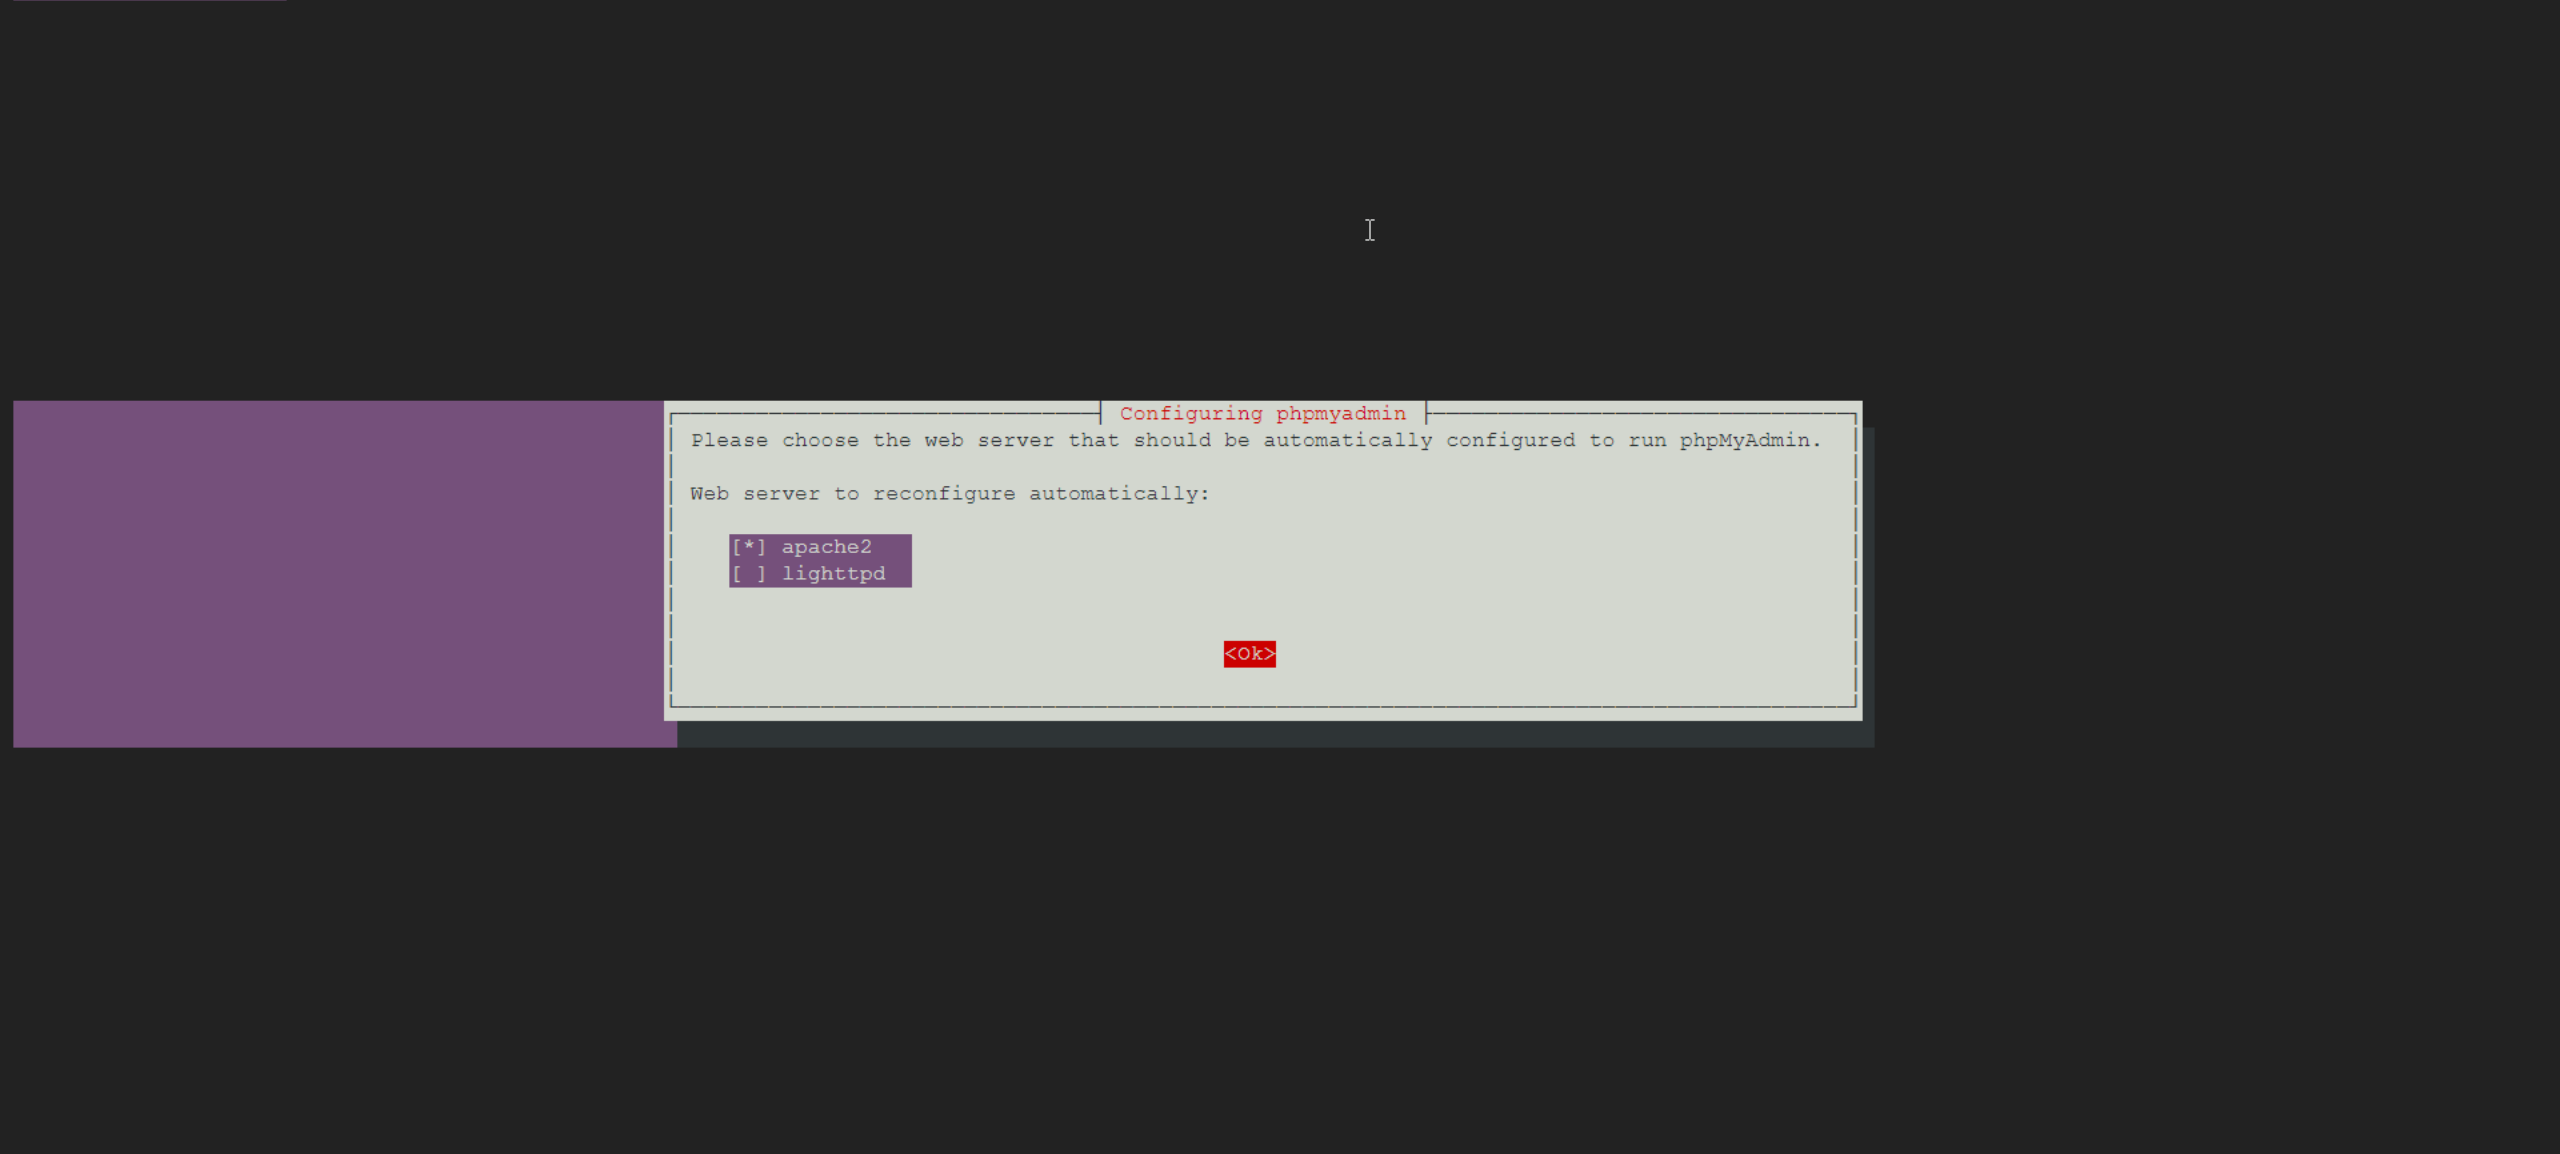 Configuring phpmyadmin
Please choose the web server that should be automatically configured to run phpMyAdmin.
Web server to reconfigure automatically:
[*] apache2
[ ] lighttpd
<Ok>